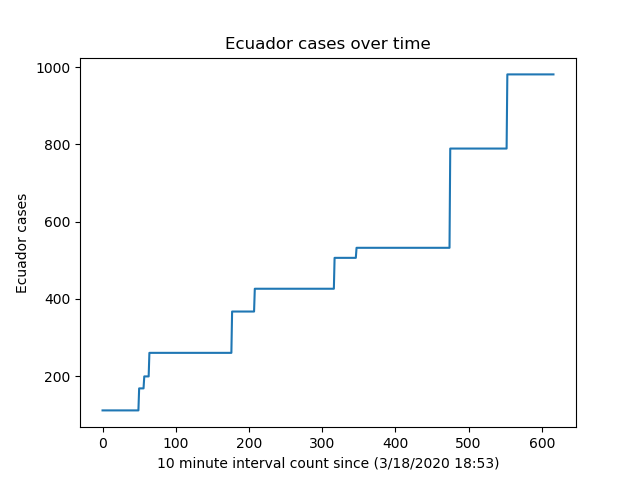 Ecuador cases over time
1000
800
600
400
200
Ecuador cases
0 100 200 300 400 500 600
10 minute interval count since (3/18/2020 18:53)